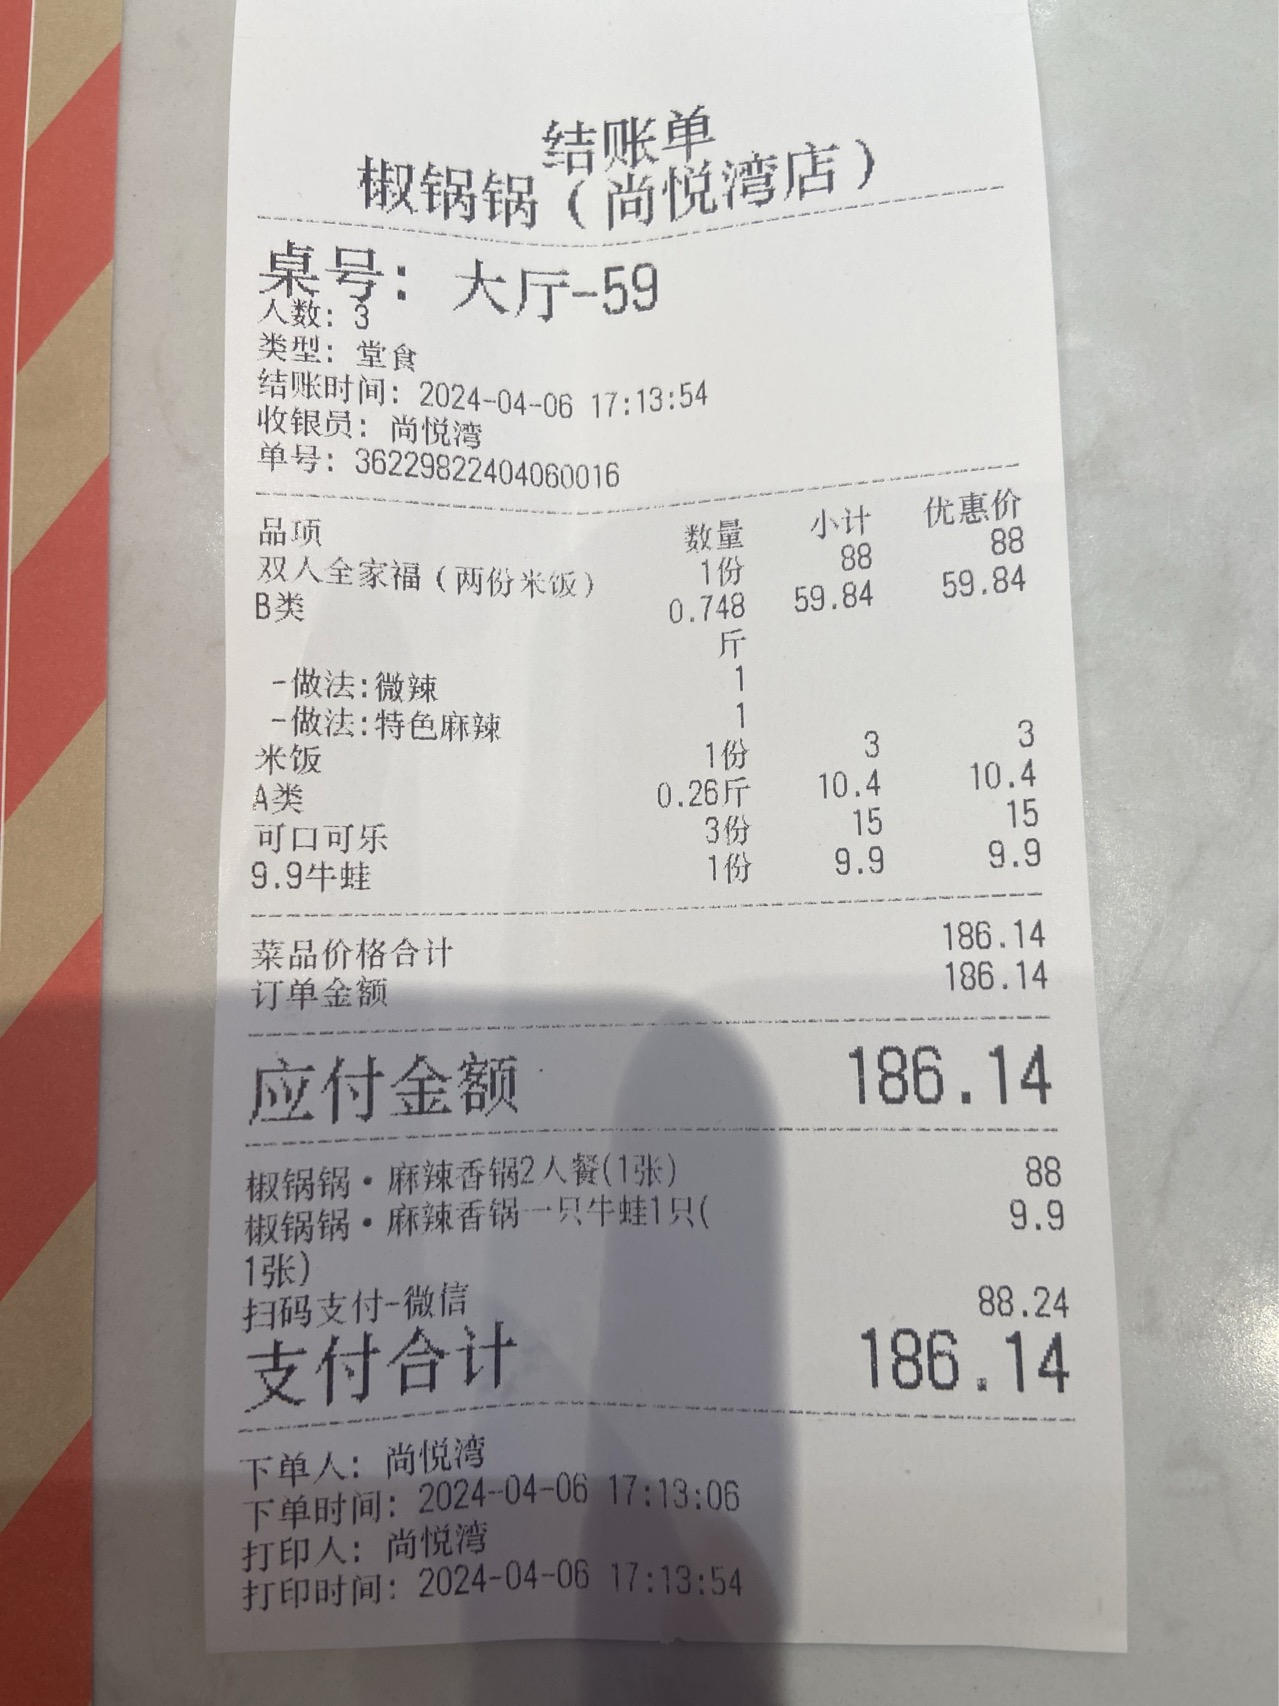 结账单
椒锅锅（尚悦湾店）
桌号： 大厅-59
人数: 3
类型: 堂食
结账时间: 2024-04-06 17:13:54
收银员: 尚悦湾
单号: 36229822404060016
品项 数量 小计 优惠价
双人全家福（两份米饭） 1份 88 88
B类 0.748 59.84 59.84
斤
-做法:微辣 1
-做法:特色麻辣 1
米饭 1份 3 3
A类 0.26斤 10.4 10.4
可口可乐 3份 15 15
9.9牛蛙 1份 9.9 9.9
菜品价格合计 186.14
订单金额 186.14
应付金额 186.14
椒锅锅·麻辣香锅2人餐(1张) 88
椒锅锅·麻辣香锅一只牛蛙1只( 9.9
1张)
扫码支付-微信 88.24
支付合计 186.14
下单人: 尚悦湾
下单时间: 2024-04-06 17:13:06
打印人: 尚悦湾
打印时间: 2024-04-06 17:13:54